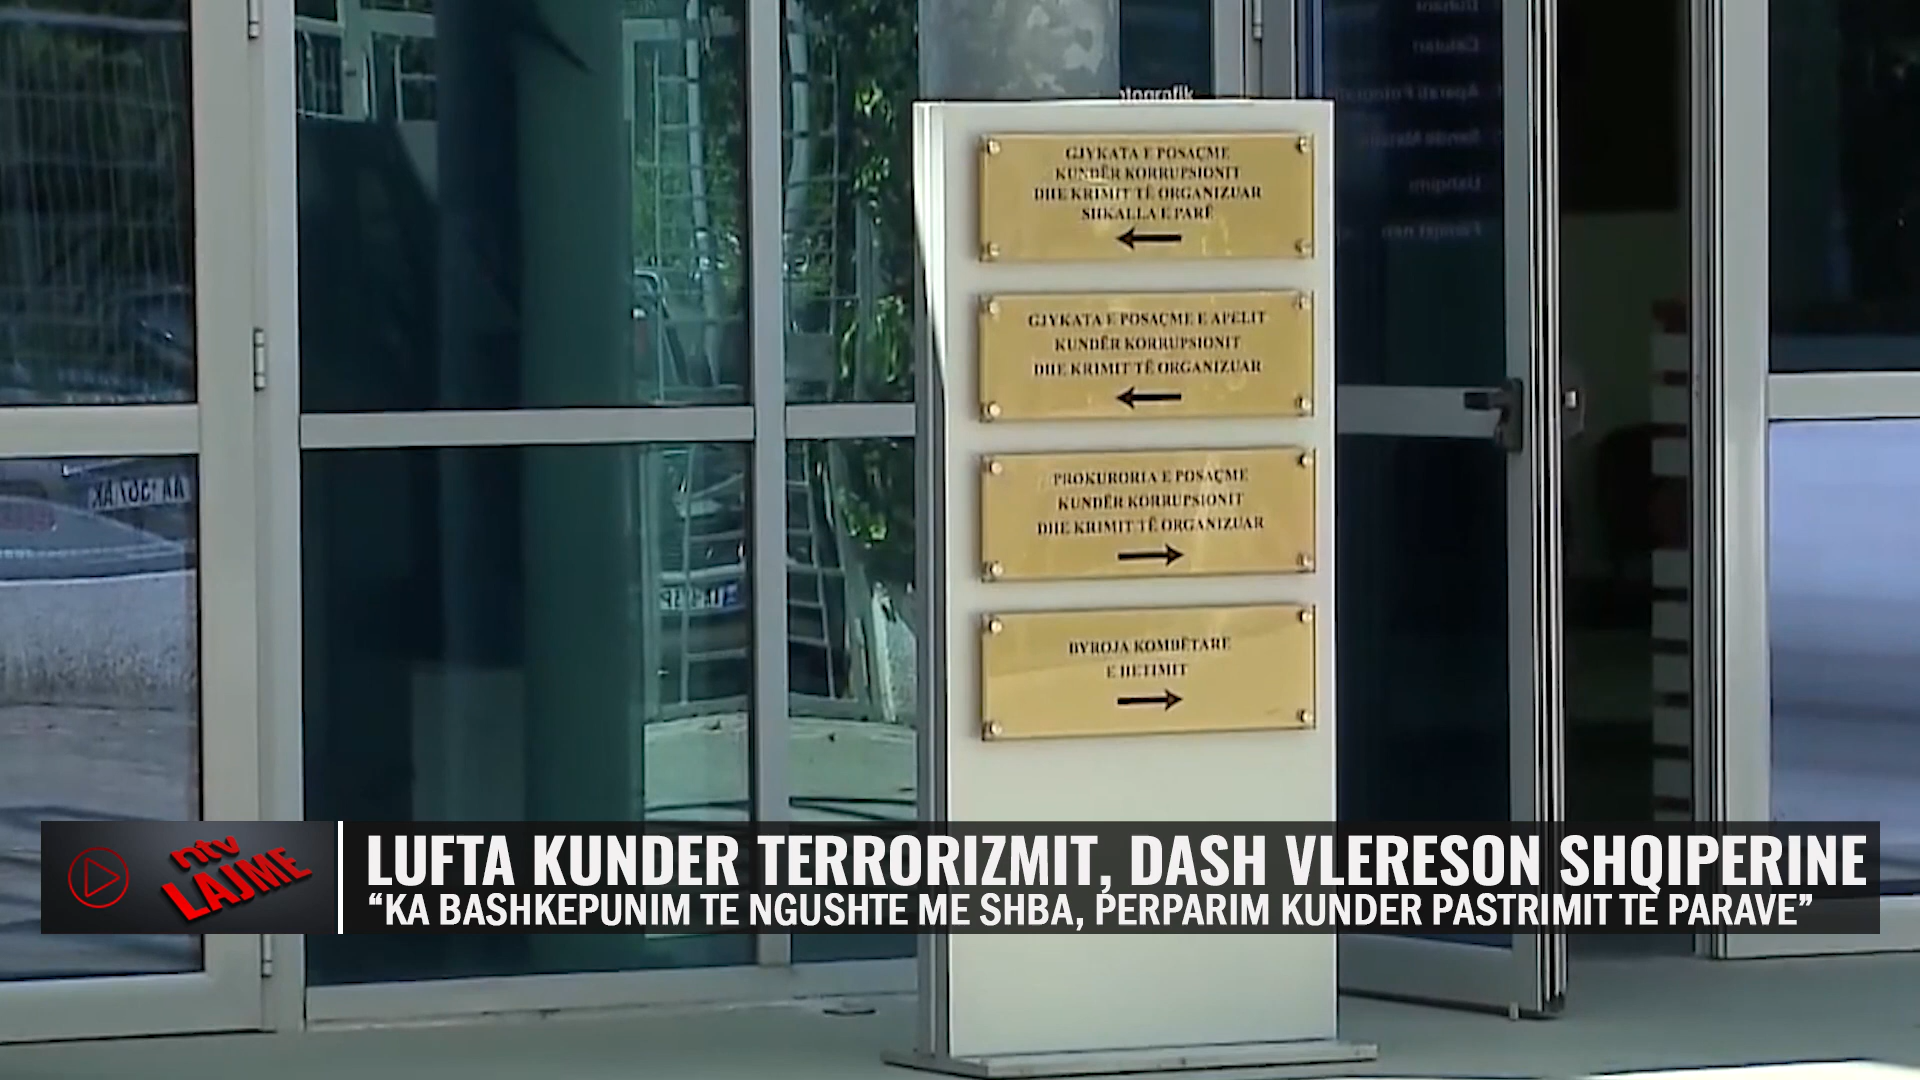 otografik
GJYKATA E POSAÇME
KUNDËR KORRUPSIONIT
DHE KRIMIT TË ORGANIZUAR
SHKALLA E PARË
GJYKATA E POSAÇME E APELIT
KUNDËR KORRUPSIONIT
DHE KRIMIT TË ORGANIZUAR
PROKURORIA E POSAÇME
KUNDËR KORRUPSIONIT
DHE KRIMIT TË ORGANIZUAR
BYROJA KOMBËTARE
E HETIMIT
ntv
LAJME
LUFTA KUNDER TERRORIZMIT, DASH VLERESON SHQIPERINE
“KA BASHKEPUNIM TE NGUSHTE ME SHBA, PERPARIM KUNDER PASTRIMIT TE PARAVE”